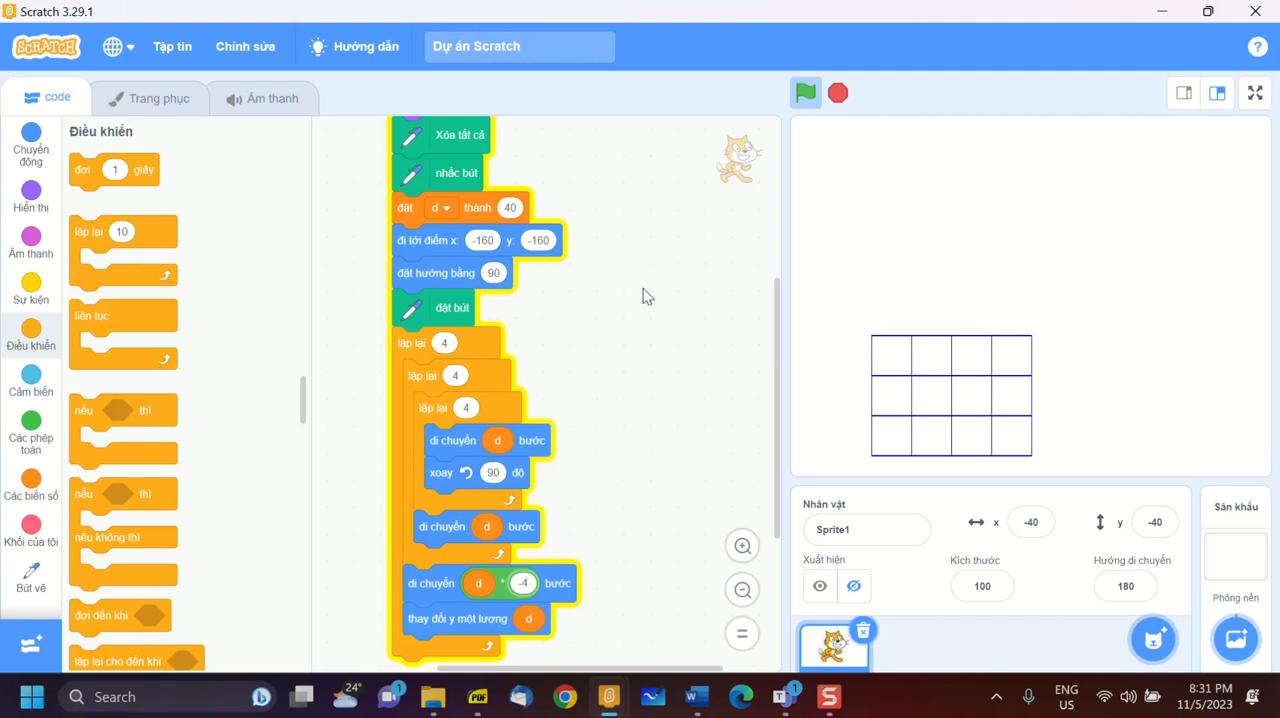 Scratch 3.29.1
SCRATCH Tập tin Chỉnh sửa Hướng dẫn Dự án Scratch ?
code Trang phục Âm thanh
Chuyển động
Hiển thị
Âm thanh
Sự kiện
Điều khiển
Cảm biến
Các phép toán
Các biến số
Khối của tôi
Bút vẽ
Điều khiển
đợi 1 giây
lặp lại 10
liên tục
nếu thì
nếu thì
nếu không thì
đợi đến khi
lặp lại cho đến khi
Xóa tất cả
nhấc bút
đặt d thành 40
đi tới điểm x: -160 y: -160
đặt hướng bằng 90
đặt bút
lặp lại 4
lặp lại 4
lặp lại 4
di chuyển d bước
xoay 90 độ
di chuyển d bước
di chuyển d * -4 bước
thay đổi y một lượng d
Nhân vật
Sprite1 x -40 y -40
Xuất hiện Kích thước Hướng di chuyển
100 180
Sân khấu
Phông nền
Search 24° 1 PDF 1 S
ENG
US
8:31 PM
11/5/2023